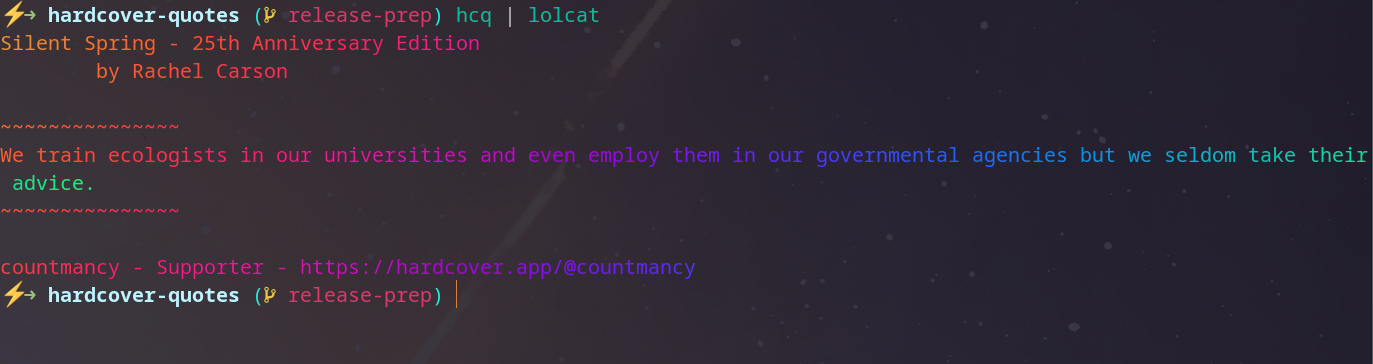 ⚡→ hardcover-quotes ( release-prep) hcq | lolcat
Silent Spring - 25th Anniversary Edition
        by Rachel Carson
~~~~~~~~~~~~~~~
We train ecologists in our universities and even employ them in our governmental agencies but we seldom take their
 advice.
~~~~~~~~~~~~~~~
countmancy - Supporter - https://hardcover.app/@countmancy
⚡→ hardcover-quotes ( release-prep)